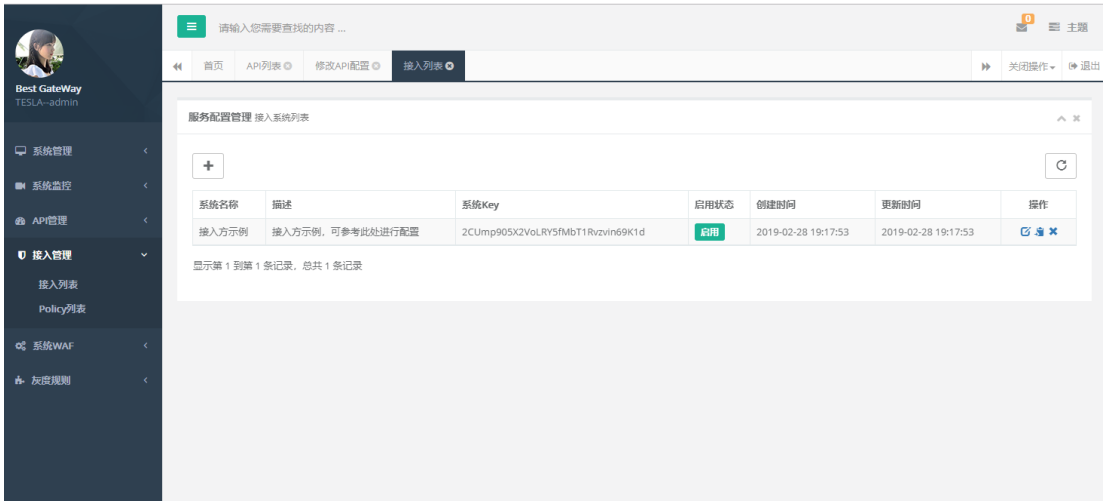 请输入您需要查找的内容 ...
0
主题
首页
API列表
修改API配置
接入列表
关闭操作
退出
Best GateWay
TESLA--admin
系统管理
系统监控
API管理
接入管理
接入列表
Policy列表
系统WAF
灰度规则
服务配置管理 接入系统列表
系统名称 描述 系统Key 启用状态 创建时间 更新时间 操作
接入方示例 接入方示例，可参考此处进行配置 2CUmp905X2VoLRY5fMbT1Rvzvin69K1d 启用 2019-02-28 19:17:53 2019-02-28 19:17:53
显示第 1 到第 1 条记录，总共 1 条记录